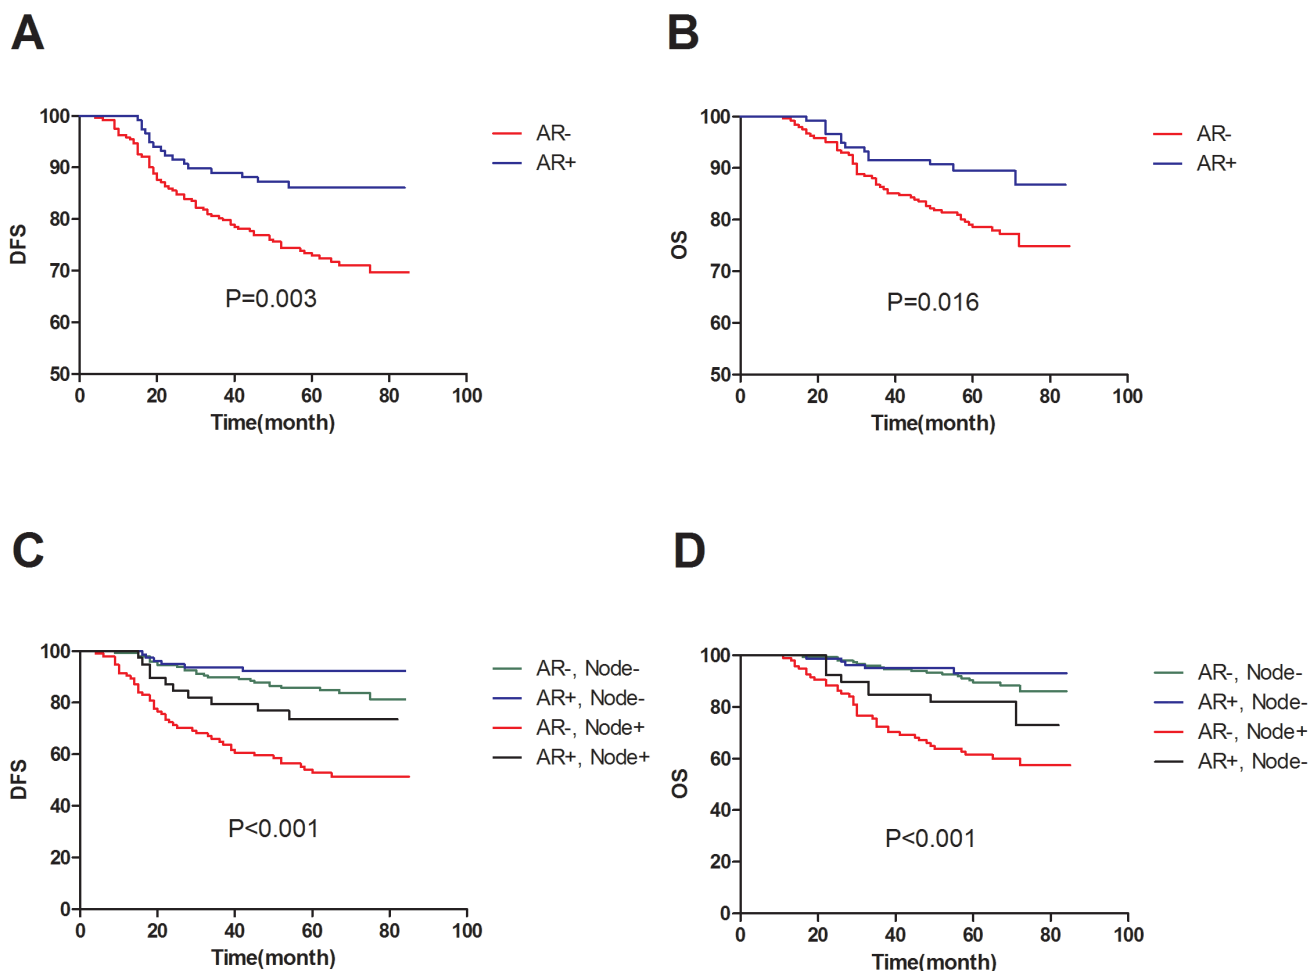 A
100
90
80
70
60
50
DFS
0
20
40
60
80
100
Time(month)
P=0.003
AR-
AR+
B
100
90
80
70
60
50
OS
0
20
40
60
80
100
Time(month)
P=0.016
AR-
AR+
C
100
80
60
40
20
0
DFS
0
20
40
60
80
100
Time(month)
P<0.001
AR-, Node-
AR+, Node-
AR-, Node+
AR+, Node+
D
100
80
60
40
20
0
OS
0
20
40
60
80
100
Time(month)
P<0.001
AR-, Node-
AR+, Node-
AR-, Node+
AR+, Node-